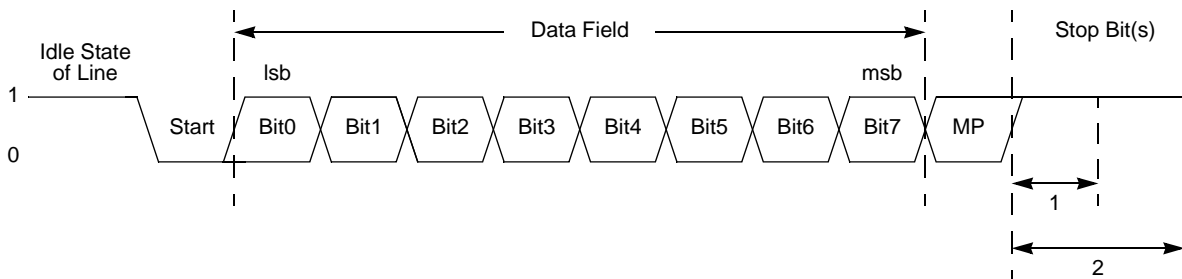 Data Field
Stop Bit(s)
Idle State
of Line
lsb
msb
1
Start
Bit0
Bit1
Bit2
Bit3
Bit4
Bit5
Bit6
Bit7
MP
0
1
2